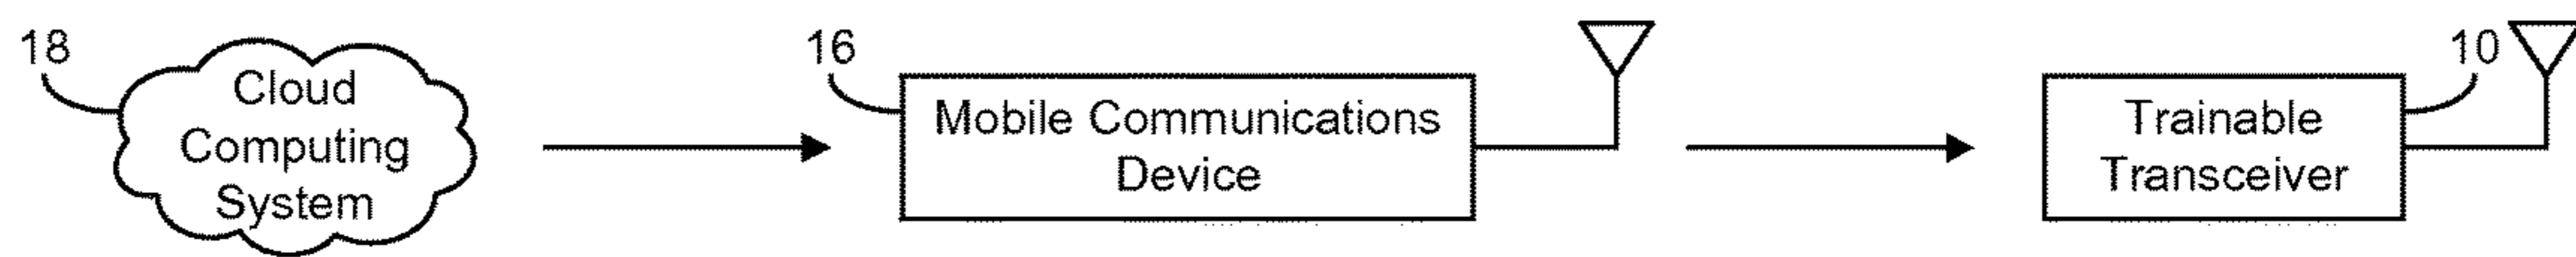 18
Cloud
Computing
System
16
Mobile Communications
Device
10
Trainable
Transceiver